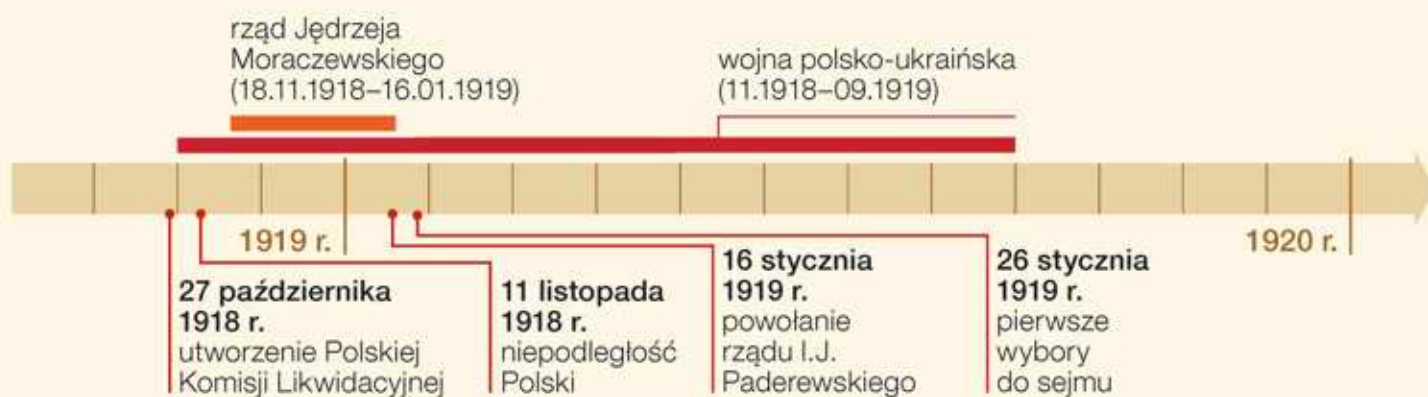 rząd Jędrzeja
Moraczewskiego
(18.11.1918–16.01.1919)
wojna polsko-ukraińska
(11.1918–09.1919)
1919 r.
1920 r.
27 października
1918 r.
utworzenie Polskiej
Komisji Likwidacyjnej
11 listopada
1918 r.
niepodległość
Polski
16 stycznia
1919 r.
powołanie
rządu I.J.
Paderewskiego
26 stycznia
1919 r.
pierwsze
wybory
do sejmu